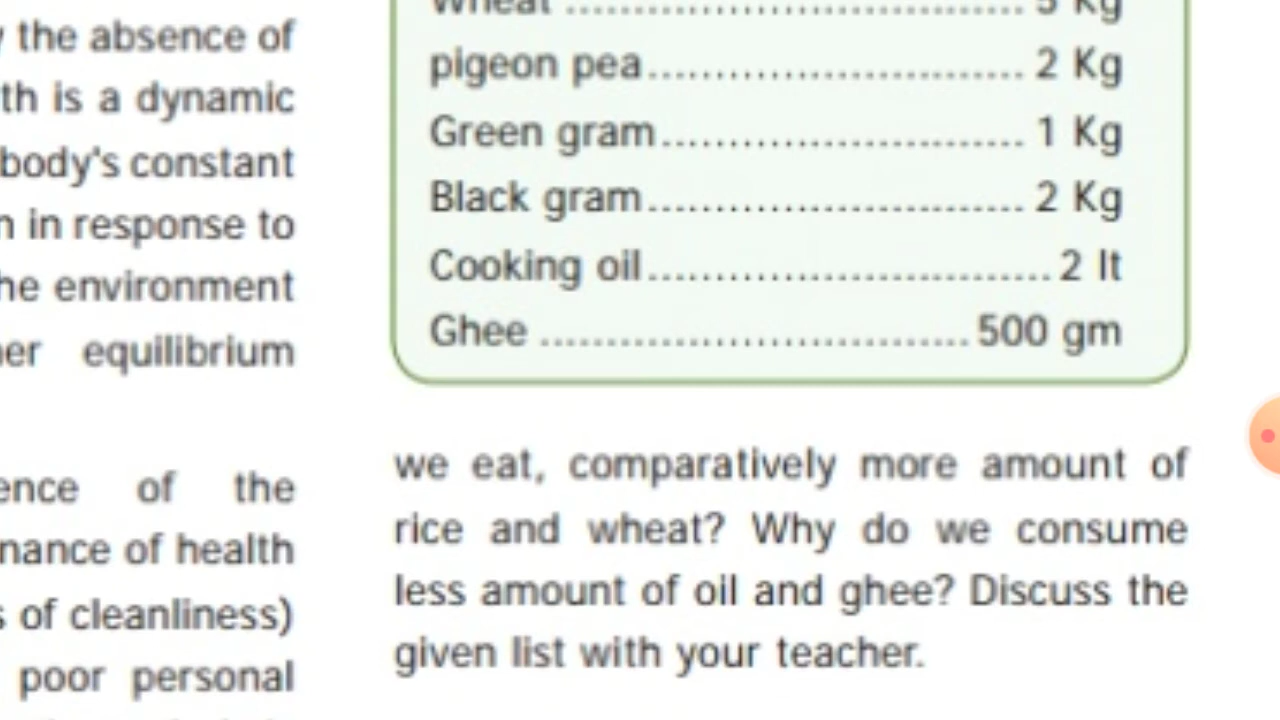 the absence of
th is a dynamic
body's constant
n in response to
he environment
er equilibrium
ence of the
nance of health
s of cleanliness)
poor personal
Wheat ............................... 5 Kg
pigeon pea............................ 2 Kg
Green gram........................... 1 Kg
Black gram............................ 2 Kg
Cooking oil.............................. 2 lt
Ghee ................................ 500 gm
we eat, comparatively more amount of
rice and wheat? Why do we consume
less amount of oil and ghee? Discuss the
given list with your teacher.